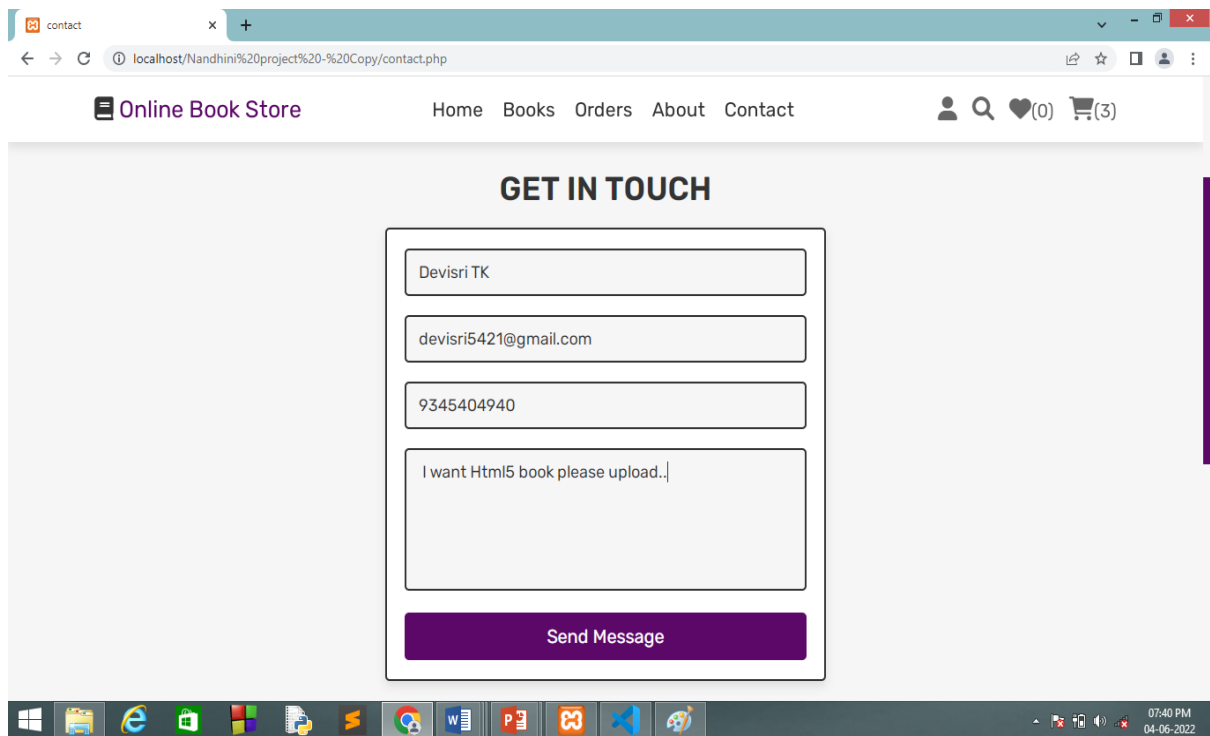 contact
localhost/Nandhini%20project%20-%20Copy/contact.php
Online Book Store Home Books Orders About Contact (0) (3)
GET IN TOUCH
Devisri TK
devisri5421@gmail.com
9345404940
I want Html5 book please upload..
Send Message
07:40 PM
04-06-2022